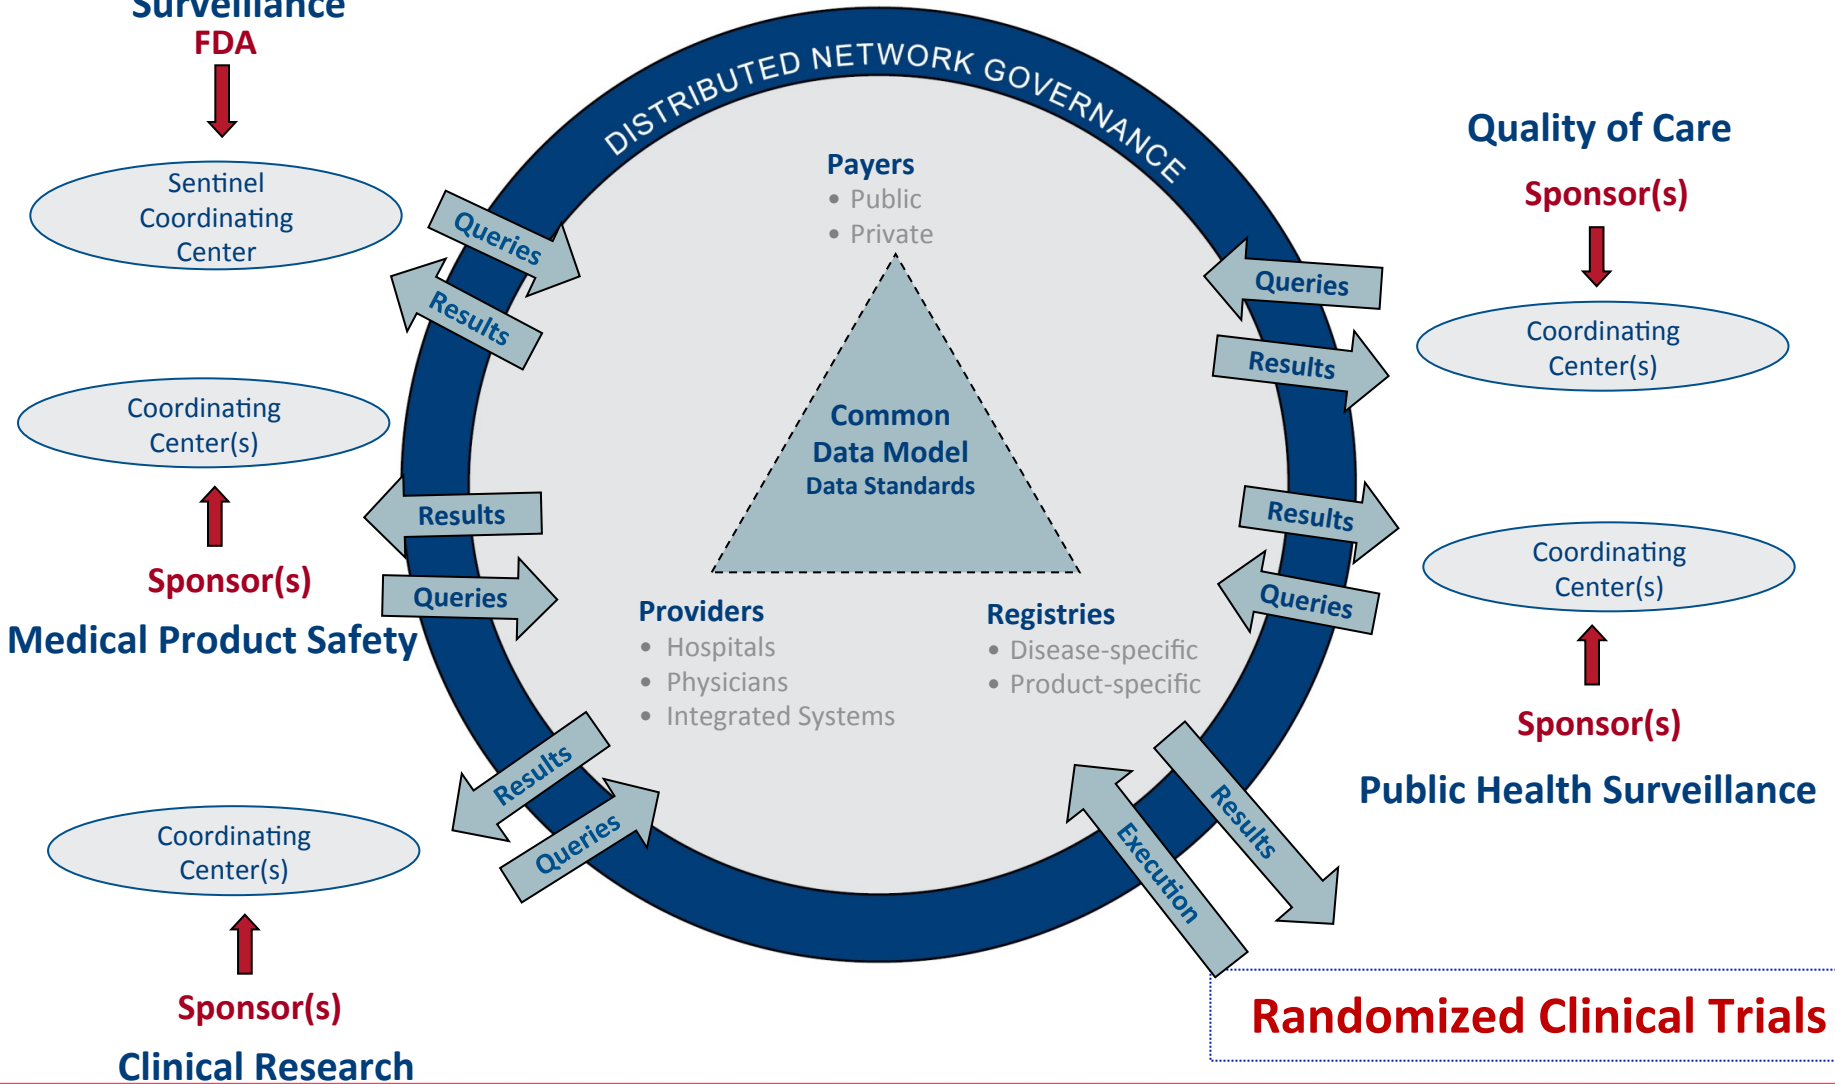 Surveillance
FDA
Sentinel
Coordinating
Center
Queries
Results
Coordinating
Center(s)
Sponsor(s)
Medical Product Safety
Results
Queries
Results
Queries
Coordinating
Center(s)
Sponsor(s)
Clinical Research
DISTRIBUTED NETWORK GOVERNANCE
Payers
• Public
• Private
Common
Data Model
Data Standards
Providers
• Hospitals
• Physicians
• Integrated Systems
Registries
• Disease-specific
• Product-specific
Quality of Care
Sponsor(s)
Queries
Results
Coordinating
Center(s)
Results
Queries
Coordinating
Center(s)
Sponsor(s)
Public Health Surveillance
Results
Execution
Randomized Clinical Trials